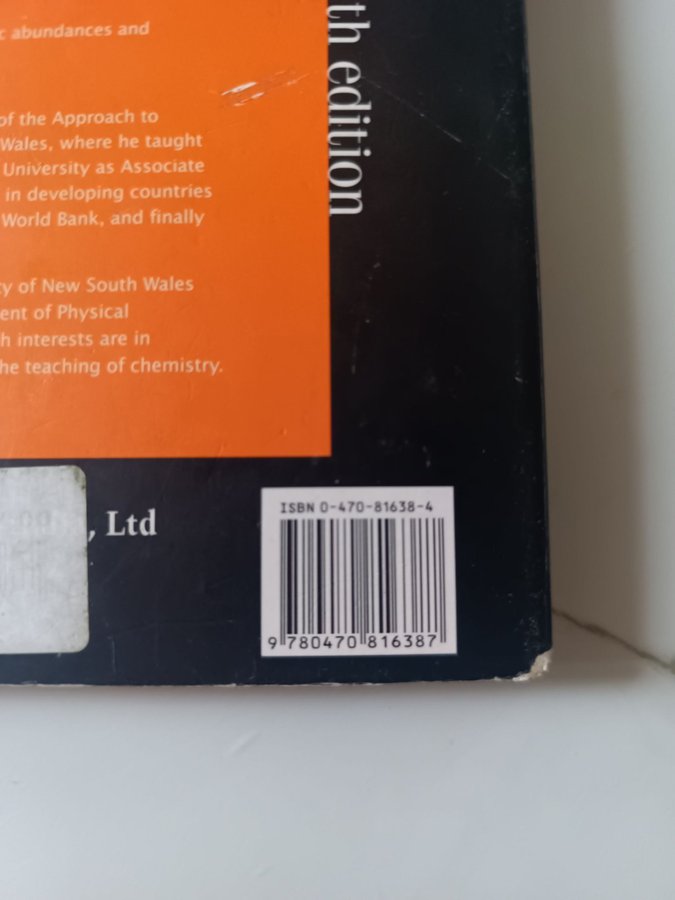 c abundances and
of the Approach to
Wales, where he taught
University as Associate
in developing countries
World Bank, and finally
ty of New South Wales
ent of Physical
h interests are in
he teaching of chemistry.
th edition
, Ltd
ISBN 0-470-81638-4
9 780470 816387